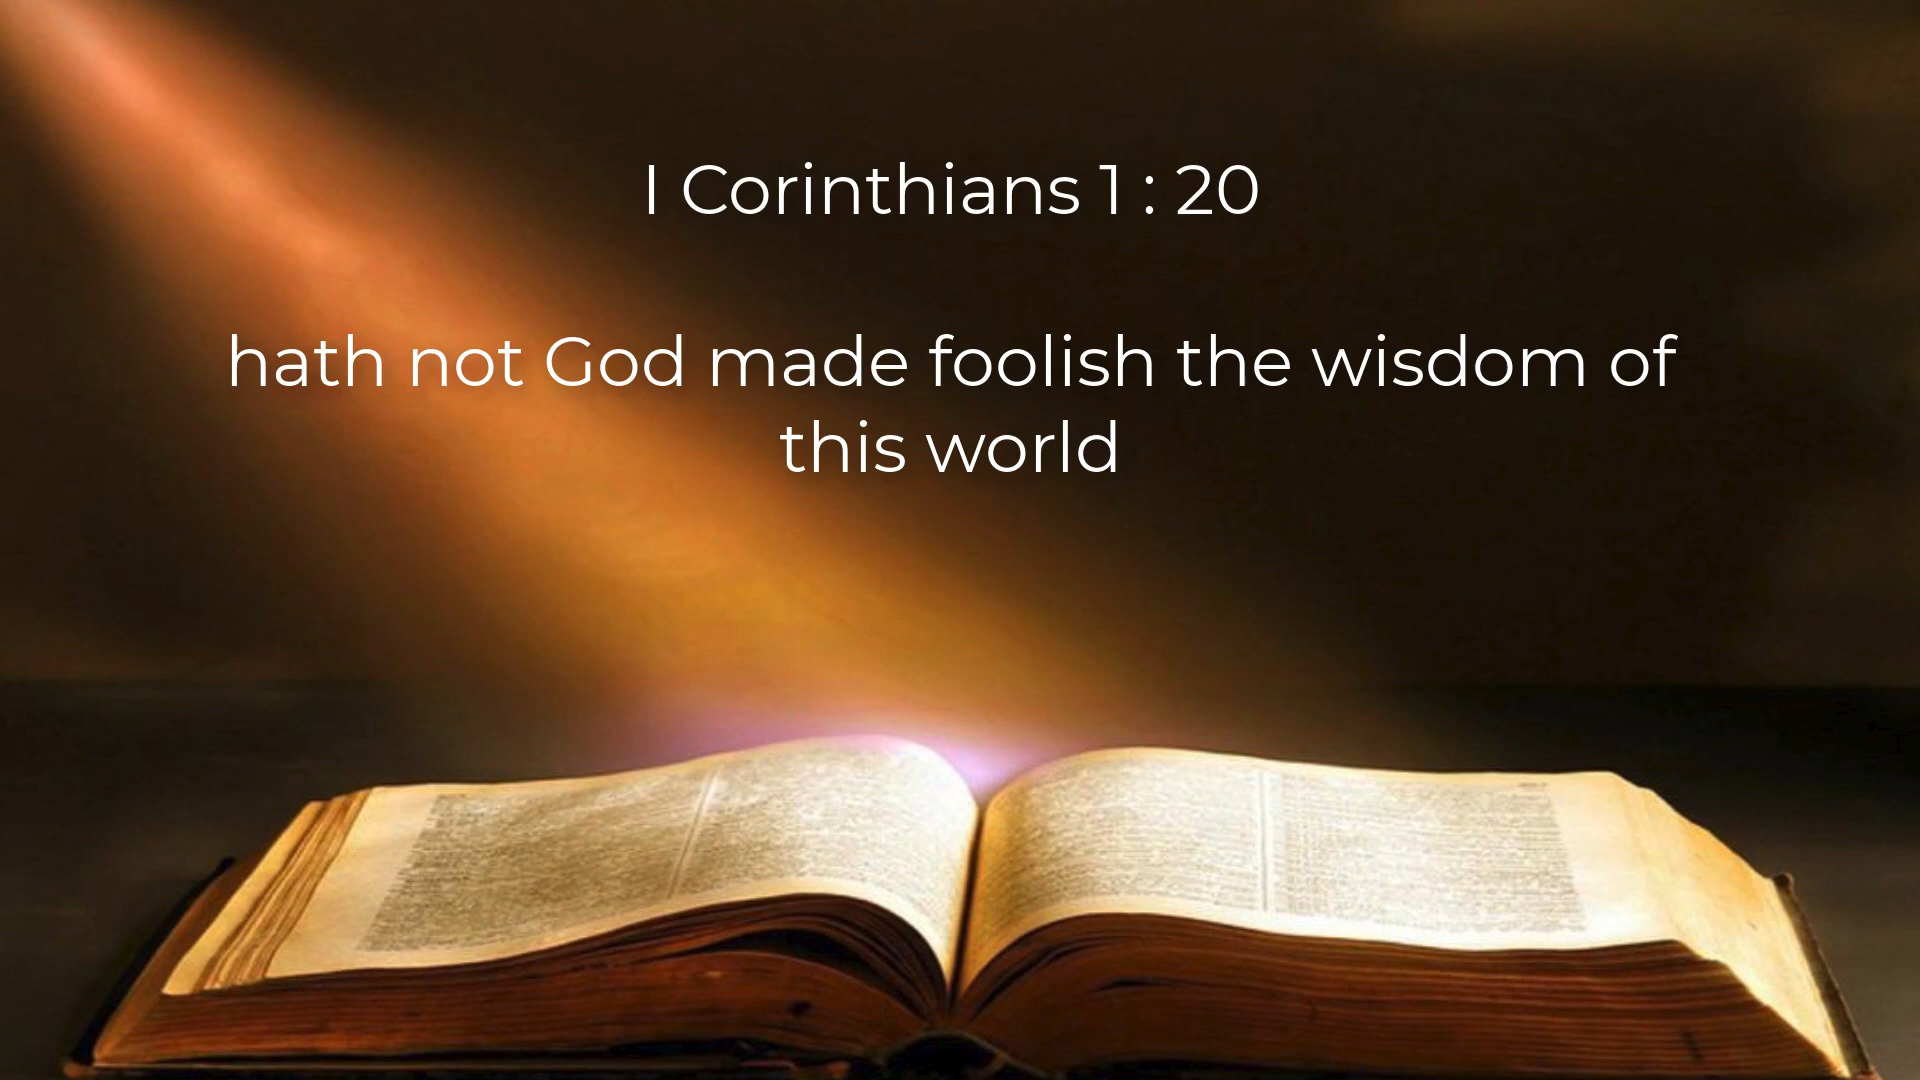 I Corinthians 1 : 20
hath not God made foolish the wisdom of
this world